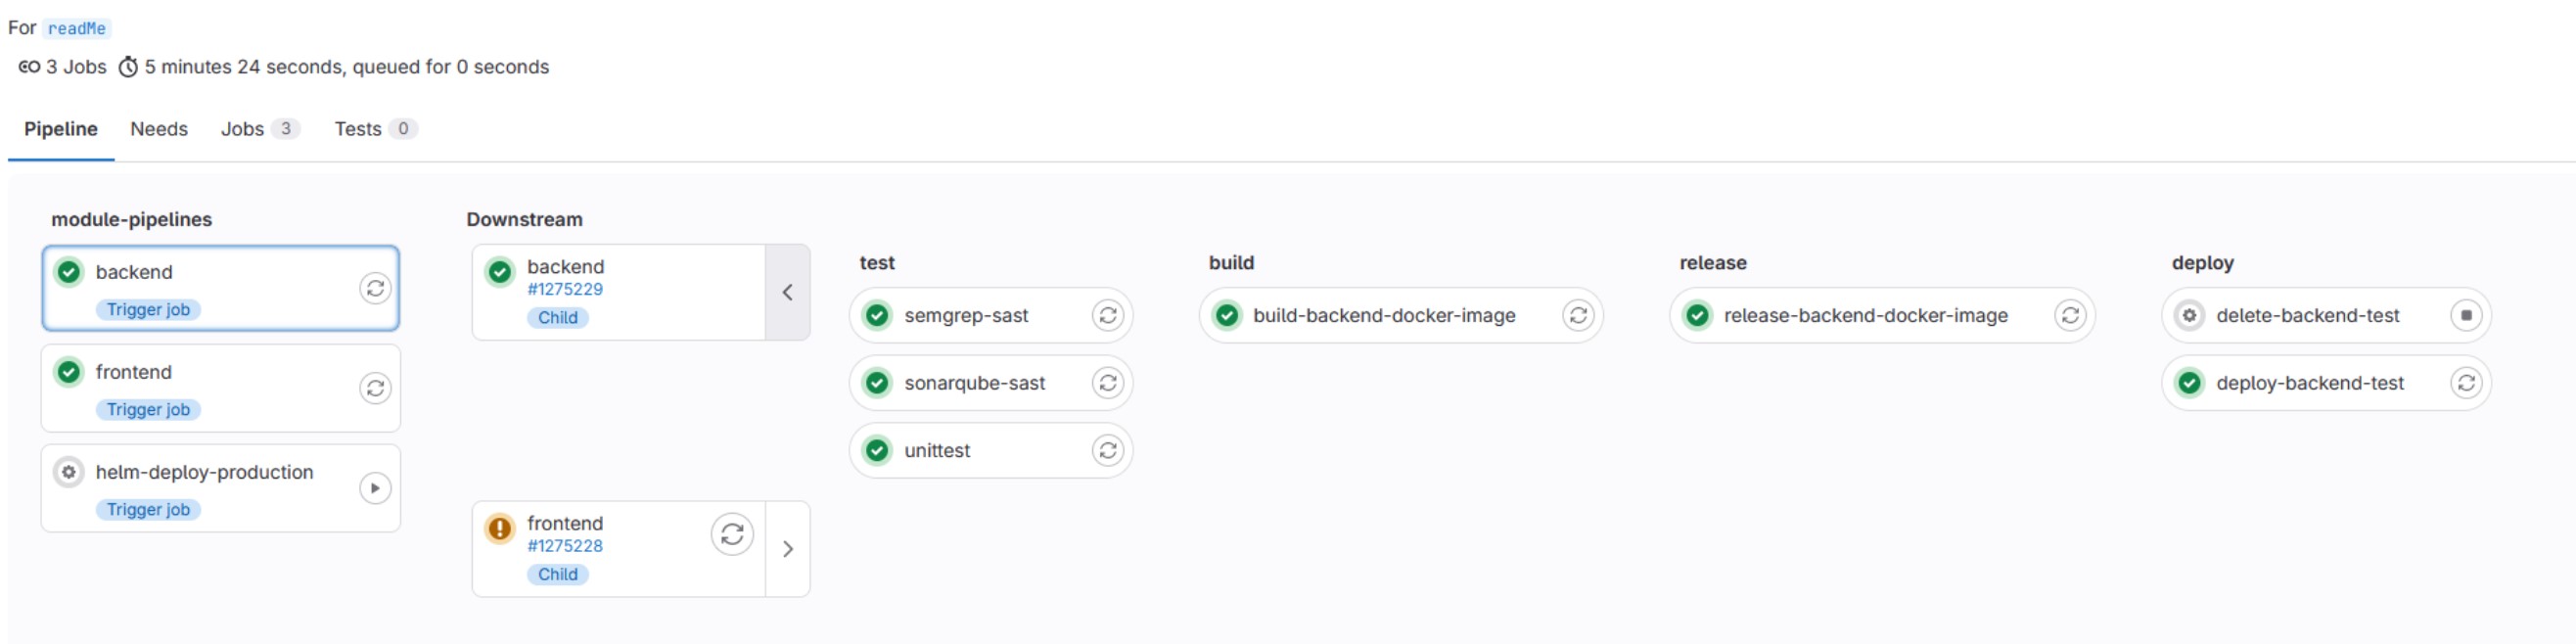 For readMe
3 Jobs 5 minutes 24 seconds, queued for 0 seconds
Pipeline Needs Jobs 3 Tests 0
module-pipelines
backend
Trigger job
frontend
Trigger job
helm-deploy-production
Trigger job
Downstream
backend
#1275229
Child
frontend
#1275228
Child
test
semgrep-sast
sonarqube-sast
unittest
build
build-backend-docker-image
release
release-backend-docker-image
deploy
delete-backend-test
deploy-backend-test